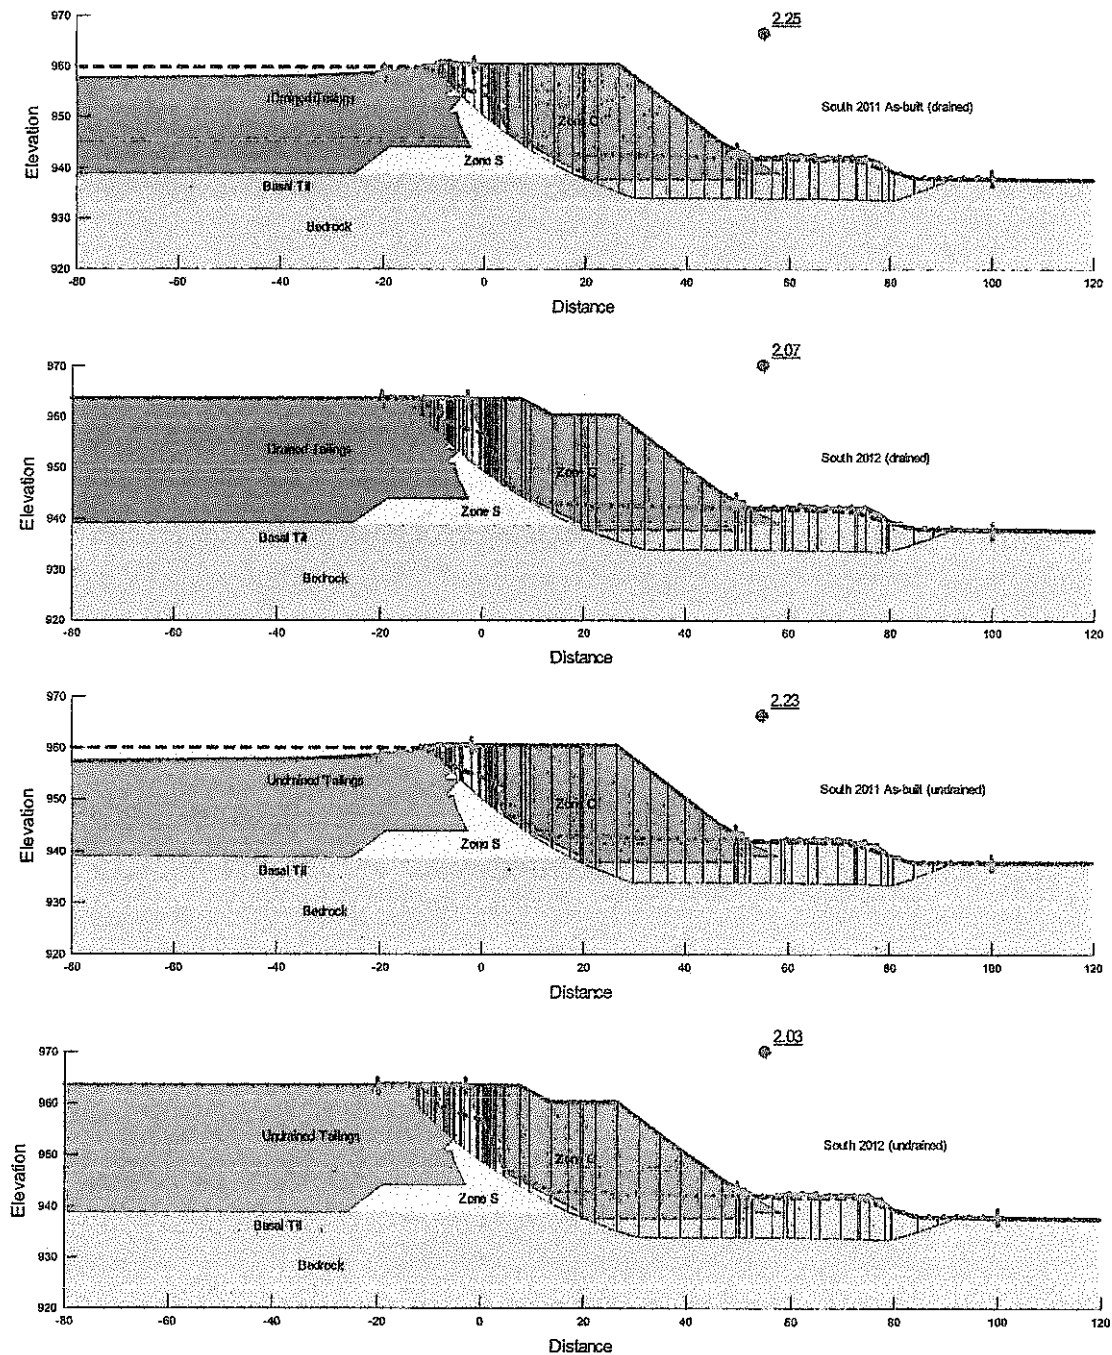 2.25
970
960
950
940
930
920
Elevation
Drained Tailings
Zone C
Zone S
Basal Till
Bedrock
South 2011 As-built (drained)
-80 -60 -40 -20 0 20 40 60 80 100 120
Distance
2.07
970
960
950
940
930
920
Elevation
Drained Tailings
Zone C
Zone S
Basal Till
Bedrock
South 2012 (drained)
-80 -60 -40 -20 0 20 40 60 80 100 120
Distance
2.23
970
960
950
940
930
920
Elevation
Undrained Tailings
Zone C
Zone S
Basal Till
Bedrock
South 2011 As-built (undrained)
-80 -60 -40 -20 0 20 40 60 80 100 120
Distance
2.03
970
960
950
940
930
920
Elevation
Undrained Tailings
Zone C
Zone S
Basal Till
Bedrock
South 2012 (undrained)
-80 -60 -40 -20 0 20 40 60 80 100 120
Distance